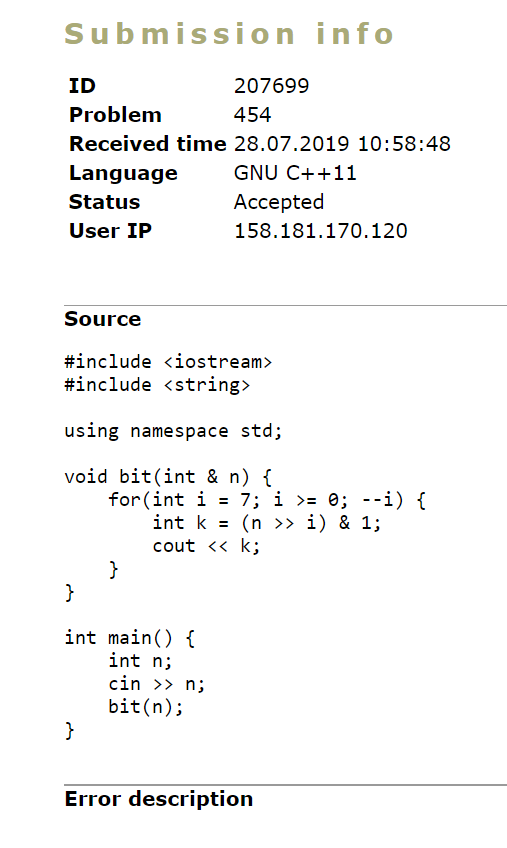 Submission info
ID 207699
Problem 454
Received time 28.07.2019 10:58:48
Language GNU C++11
Status Accepted
User IP 158.181.170.120
Source
#include <iostream>
#include <string>
using namespace std;
void bit(int & n) {
    for(int i = 7; i >= 0; --i) {
        int k = (n >> i) & 1;
        cout << k;
    }
}
int main() {
    int n;
    cin >> n;
    bit(n);
}
Error description